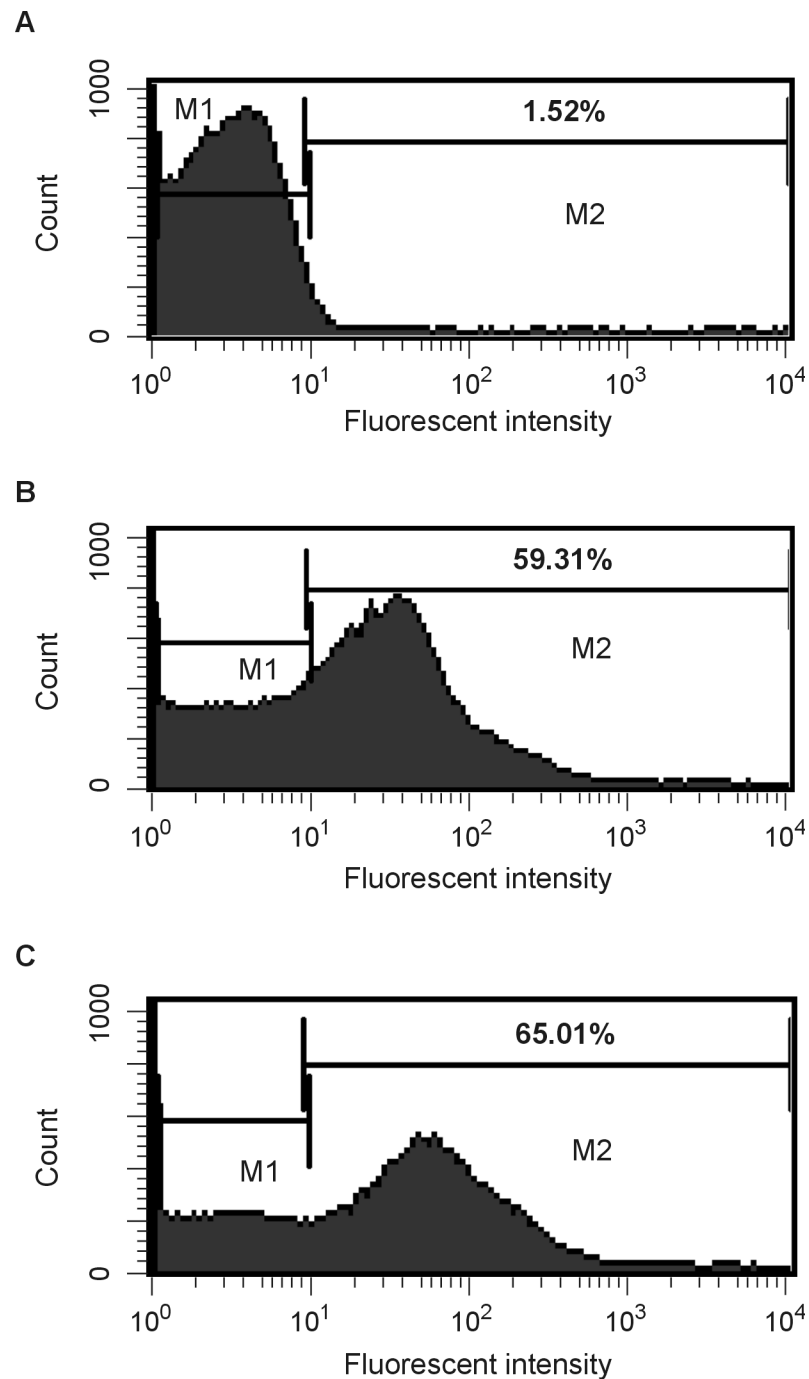 A
1000
M1
1.52%
Count
M2
0
10⁰ 10¹ 10² 10³ 10⁴
Fluorescent intensity
B
1000
59.31%
Count
M1
M2
0
10⁰ 10¹ 10² 10³ 10⁴
Fluorescent intensity
C
1000
65.01%
Count
M1
M2
0
10⁰ 10¹ 10² 10³ 10⁴
Fluorescent intensity